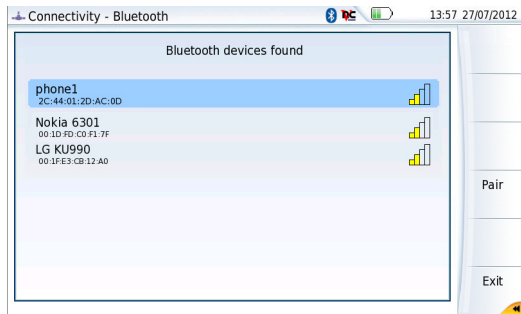 Connectivity - Bluetooth
13:57 27/07/2012
Bluetooth devices found
phone1
2C:44:01:2D:AC:0D
Nokia 6301
00:1D:FD:C0:F1:7F
LG KU990
00:1F:E3:CB:12:A0
Pair
Exit